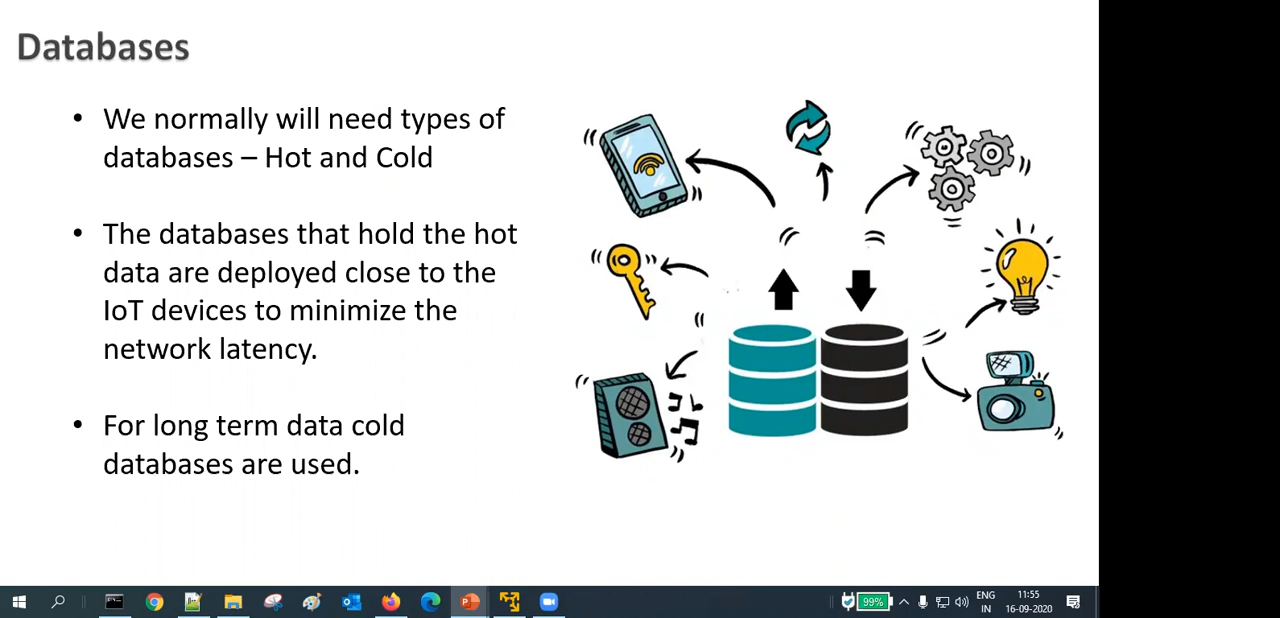 Databases
• We normally will need types of
databases – Hot and Cold
• The databases that hold the hot
data are deployed close to the
IoT devices to minimize the
network latency.
• For long term data cold
databases are used.
99%
ENG
IN
11:55
16-09-2020